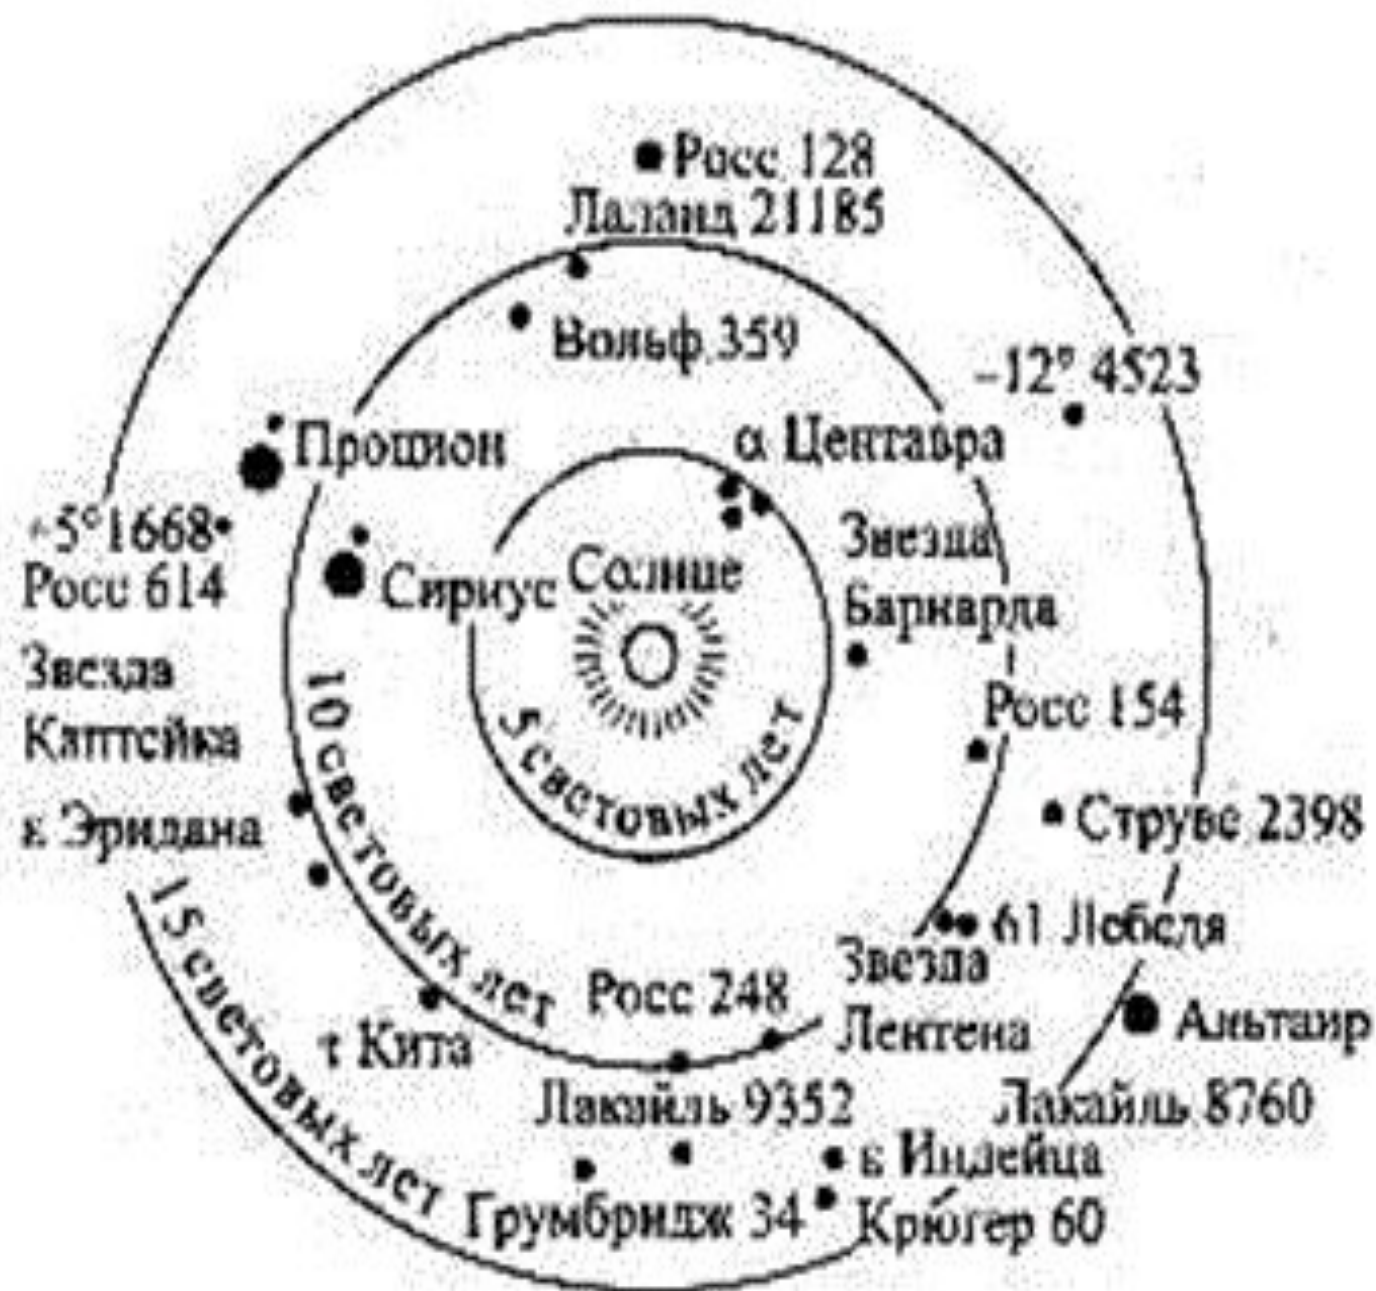 Росс 128
Лаланд 21185
Вольф 359
–12° 4523
Процион
α Центавра
+5°1668
Росс 614
Сириус
Солнце
Звезда
Барнарда
Звезда
Каптейка
ε Эридана
Росс 154
5 световых лет
10 световых лет
15 световых лет
Струве 2398
61 Лебедя
Звезда
Лейтена
Росс 248
τ Кита
Альтаир
Лакайль 9352
Лакайль 8760
ε Индейца
Грумбридж 34
Крюгер 60